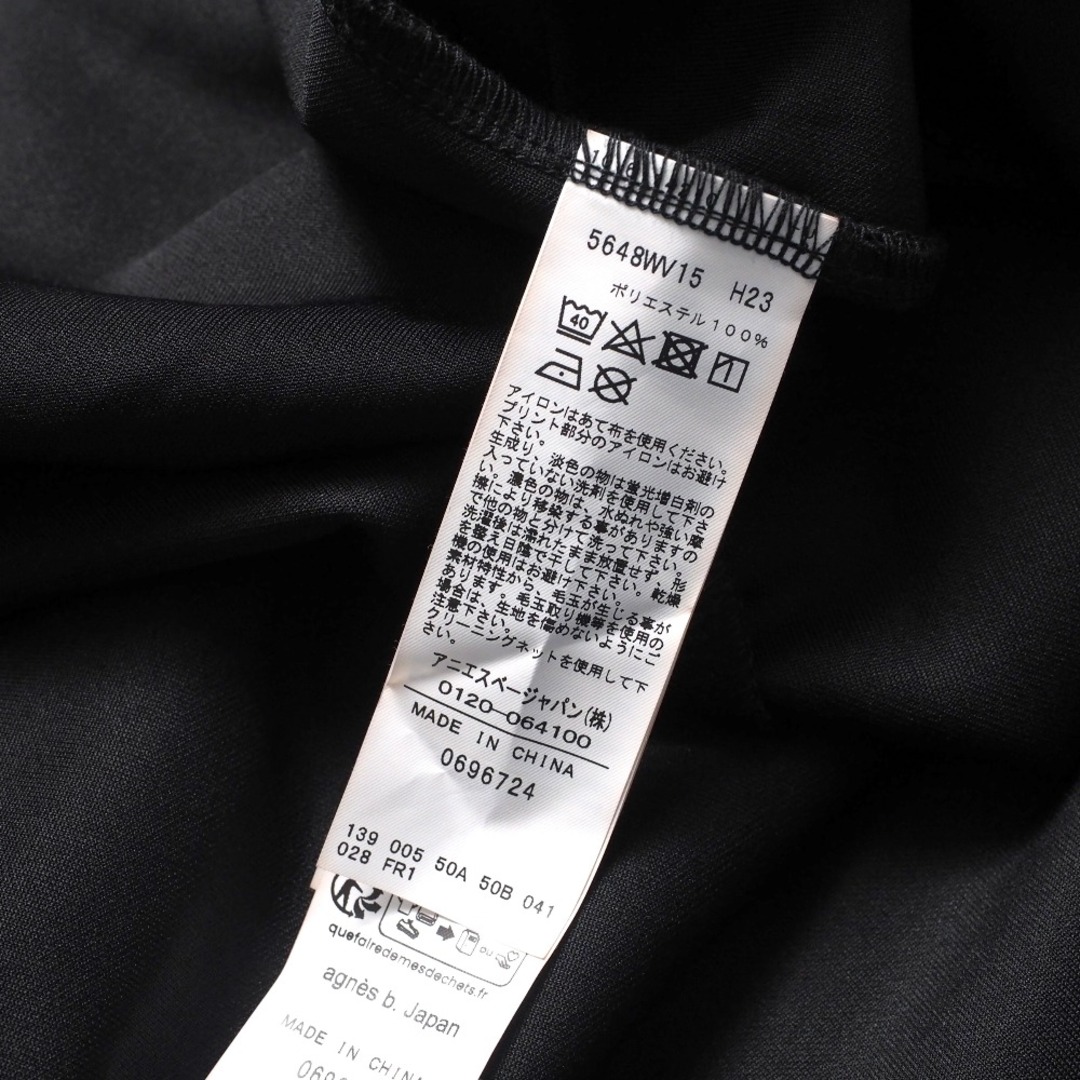 5648WV15 H23
ポリエステル100%
40
アイロンはあて布を使用ください。
プリント部分のアイロンはお避け
下さい。
生成り、淡色の物は蛍光増白剤の
入っていない洗剤を使用して下さ
い。濃色の物は、水ぬれや強い摩
擦により移染する事がありますの
で他の物と分けて洗って下さい。
洗濯後は濡れたまま放置せず、形
を整え日陰で干して下さい。乾燥
機の使用はお避け下さい。
素材特性から、毛玉が生じる事が
あります。毛玉取り機等を使用の
場合は、生地を傷めないようにご
注意下さい。
クリーニングネットを使用して下
さい。
アニエスベージャパン(株)
0120-064100
MADE IN CHINA
0696724
139 005 50A 50B 041
028 FR1
ou
quefairedemesdechets.fr
agnès b. Japan
MADE IN CHINA